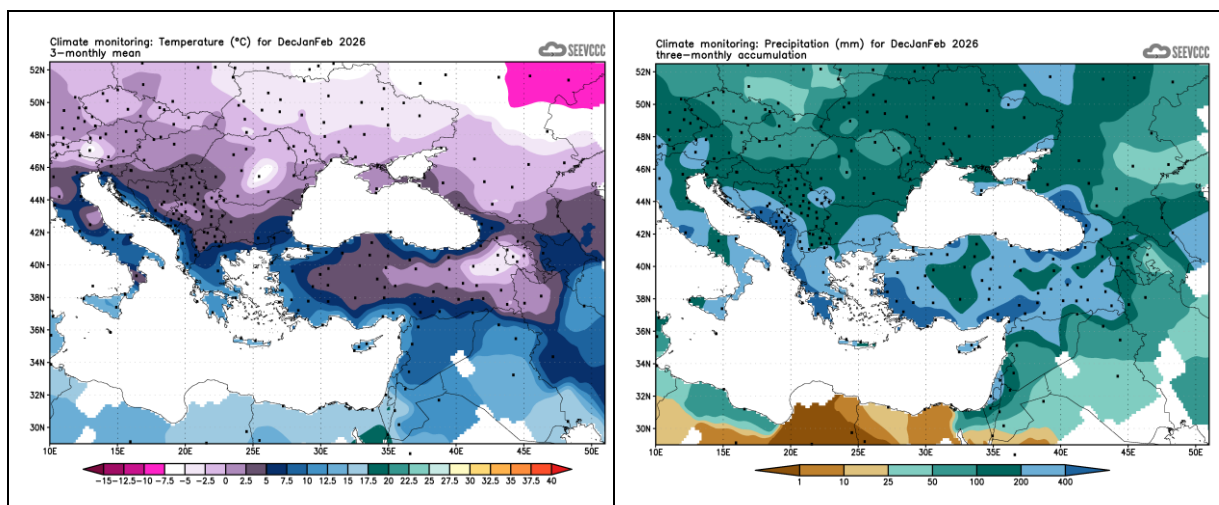 Climate monitoring: Temperature (°C) for DecJanFeb 2026
3-monthly mean
SEEVCCC
52N
50N
48N
46N
44N
42N
40N
38N
36N
34N
32N
30N
10E 15E 20E 25E 30E 35E 40E 45E 50E
-15 -12.5 -10 -7.5 -5 -2.5 0 2.5 5 7.5 10 12.5 15 17.5 20 22.5 25 27.5 30 32.5 35 37.5 40
Climate monitoring: Precipitation (mm) for DecJanFeb 2026
three-monthly accumulation
SEEVCCC
52N
50N
48N
46N
44N
42N
40N
38N
36N
34N
32N
30N
10E 15E 20E 25E 30E 35E 40E 45E 50E
1 10 25 50 100 200 400